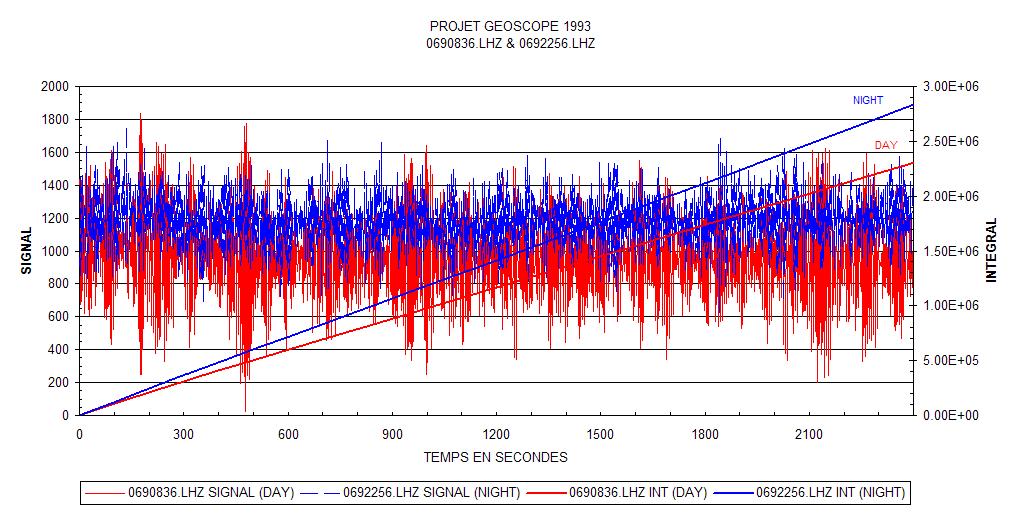 PROJET GEOSCOPE 1993
0690836.LHZ & 0692256.LHZ
2000
1800
1600
1400
1200
1000
800
600
400
200
0
SIGNAL
3.00E+06
2.50E+06
2.00E+06
1.50E+06
1.00E+06
5.00E+05
0.00E+00
INTEGRAL
NIGHT
DAY
0 300 600 900 1200 1500 1800 2100
TEMPS EN SECONDES
0690836.LHZ SIGNAL (DAY) 0692256.LHZ SIGNAL (NIGHT) 0690836.LHZ INT (DAY) 0692256.LHZ INT (NIGHT)